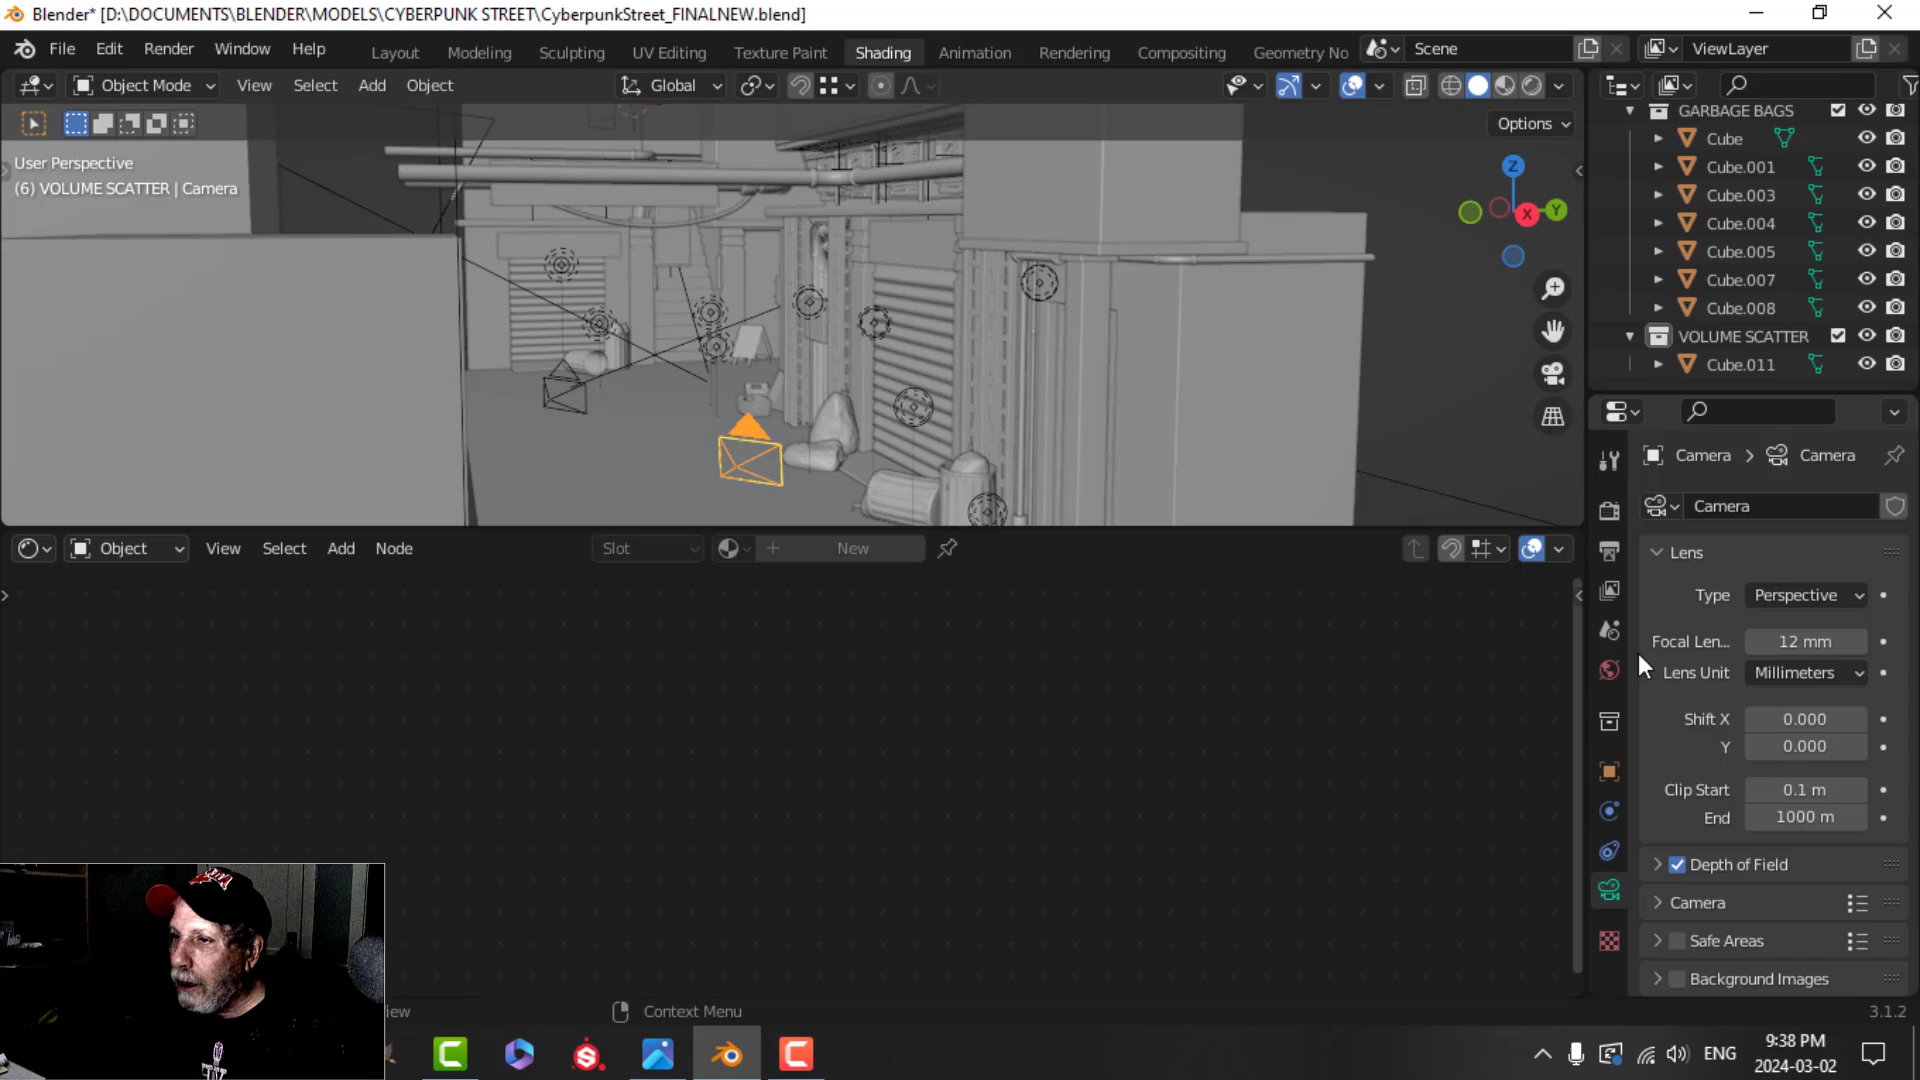 Blender* [D:\DOCUMENTS\BLENDER\MODELS\CYBERPUNK STREET\CyberpunkStreet_FINALNEW.blend]
File Edit Render Window Help Layout Modeling Sculpting UV Editing Texture Paint Shading Animation Rendering Compositing Geometry No Scene ViewLayer
Object Mode View Select Add Object Global
Options
User Perspective
(6) VOLUME SCATTER | Camera
Z
X
Y
GARBAGE BAGS
Cube
Cube.001
Cube.003
Cube.004
Cube.005
Cube.007
Cube.008
VOLUME SCATTER
Cube.011
Camera > Camera
Camera
Lens
Type Perspective
Focal Len... 12 mm
Lens Unit Millimeters
Shift X 0.000
Y 0.000
Clip Start 0.1 m
End 1000 m
Depth of Field
Camera
Safe Areas
Background Images
Object View Select Add Node Slot New
iew Context Menu 3.1.2
ENG
9:38 PM
2024-03-02